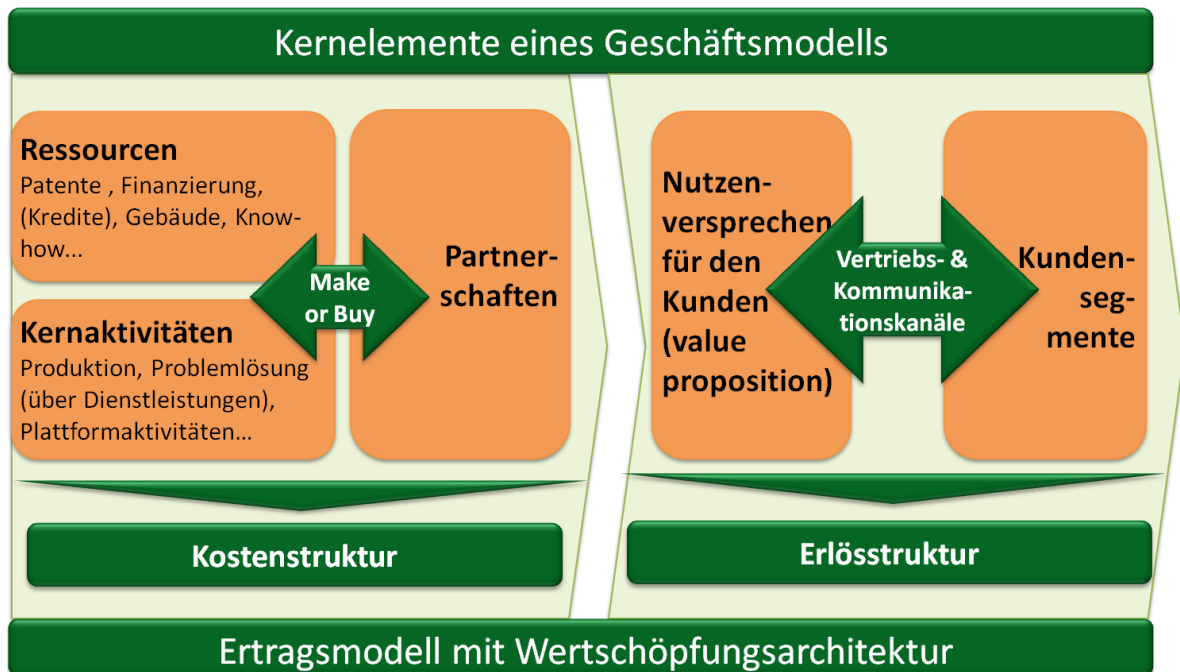 Kernelemente eines Geschäftsmodells
Ressourcen
Patente , Finanzierung,
(Kredite), Gebäude, Know-
how...
Kernaktivitäten
Produktion, Problemlösung
(über Dienstleistungen),
Plattformaktivitäten...
Make
or Buy
Partner-
schaften
Nutzen-
versprechen
für den
Kunden
(value
proposition)
Vertriebs- &
Kommunika-
tionskanäle
Kunden-
seg-
mente
Kostenstruktur
Erlösstruktur
Ertragsmodell mit Wertschöpfungsarchitektur